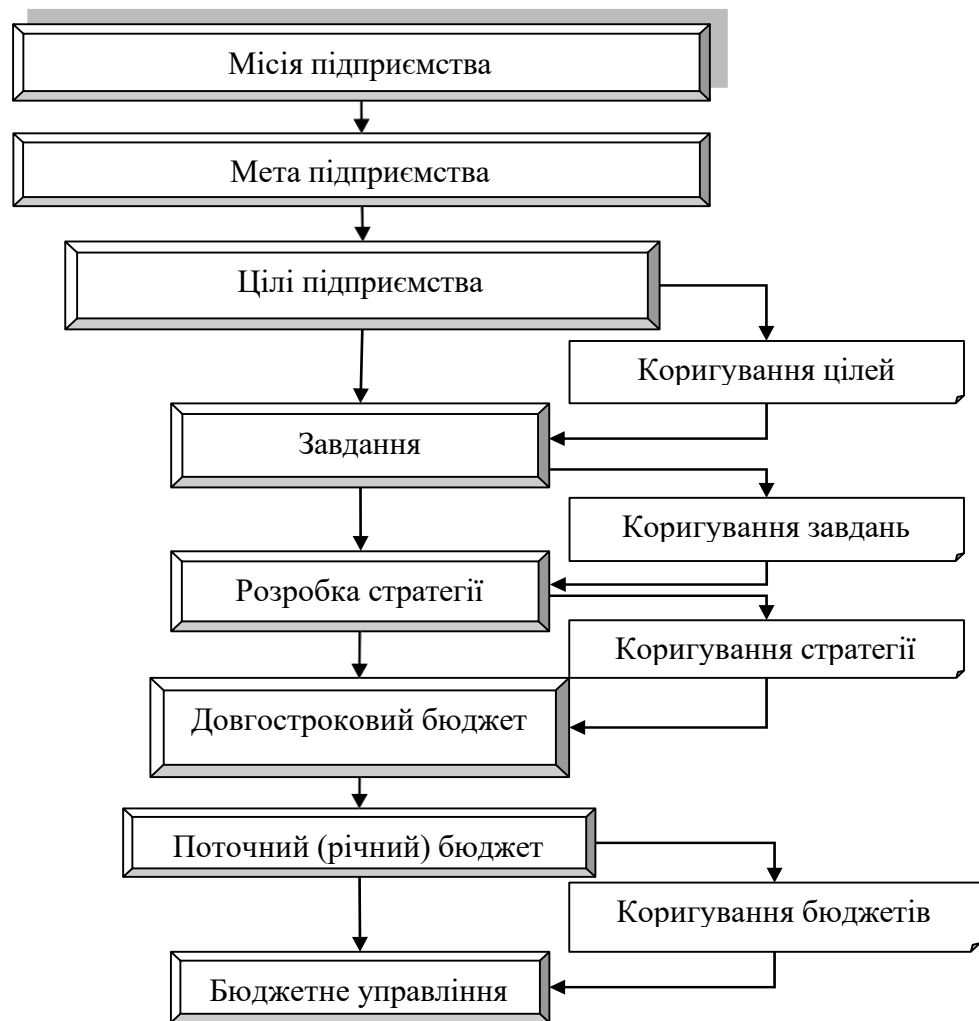 Місія підприємства
Мета підприємства
Цілі підприємства
Коригування цілей
Завдання
Коригування завдань
Розробка стратегії
Коригування стратегії
Довгостроковий бюджет
Поточний (річний) бюджет
Коригування бюджетів
Бюджетне управління